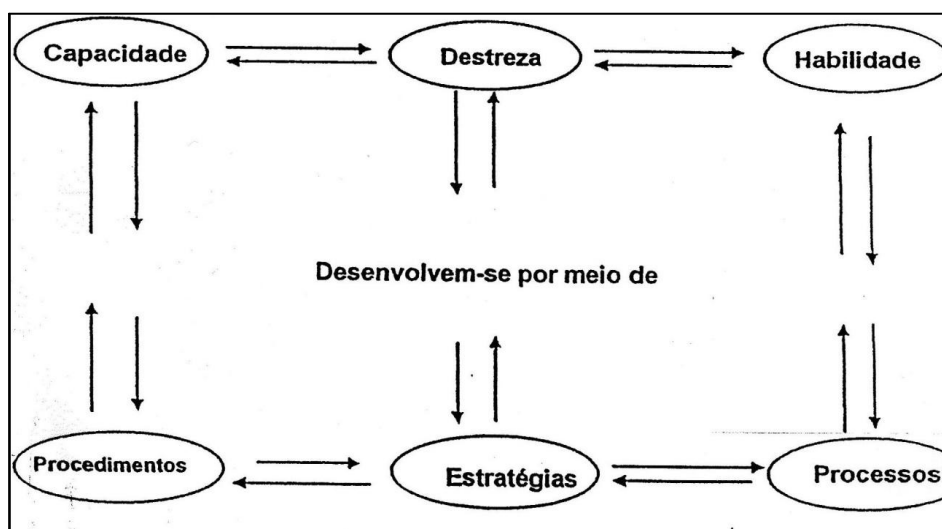 Capacidade
Destreza
Habilidade
Desenvolvem-se por meio de
Procedimentos
Estratégias
Processos